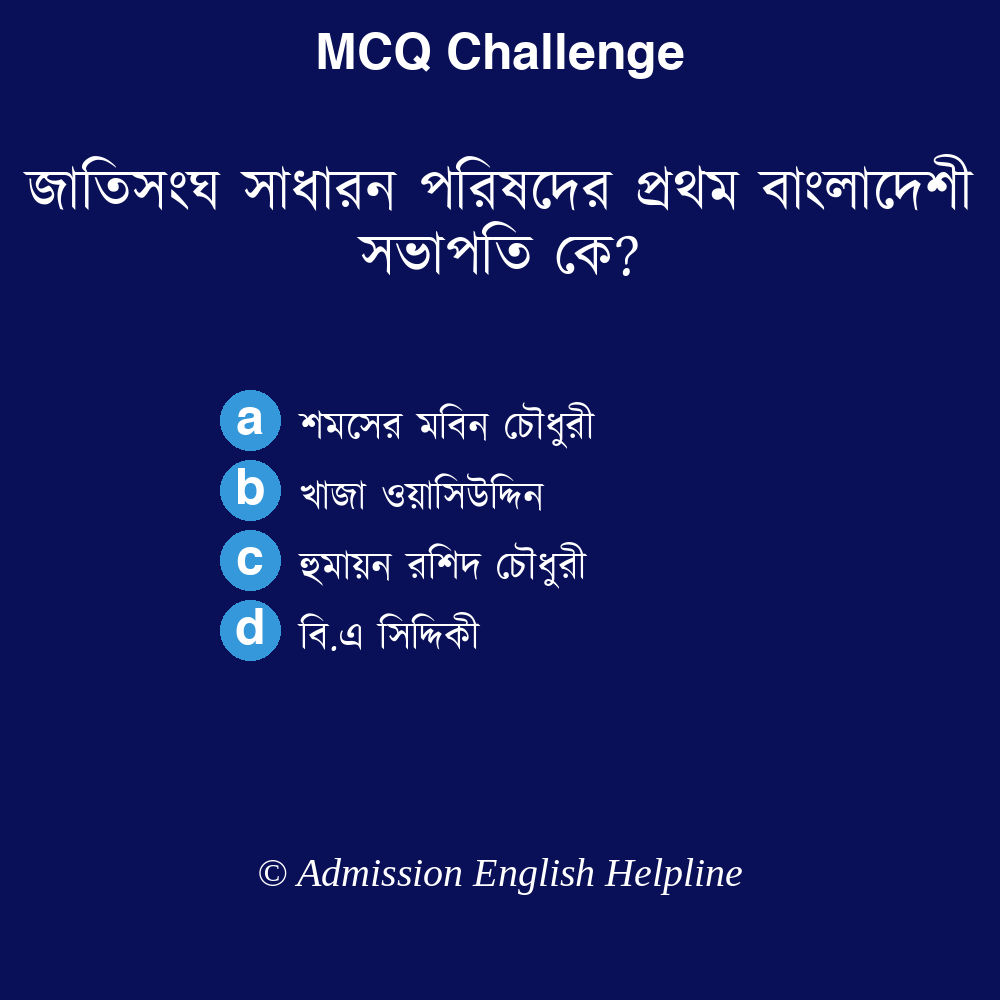 MCQ Challenge
জাতিসংঘ সাধারন পরিষদের প্রথম বাংলাদেশী
সভাপতি কে?
a শমসের মবিন চৌধুরী
b খাজা ওয়াসিউদ্দিন
c হুমায়ন রশিদ চৌধুরী
d বি.এ সিদ্দিকী
© Admission English Helpline